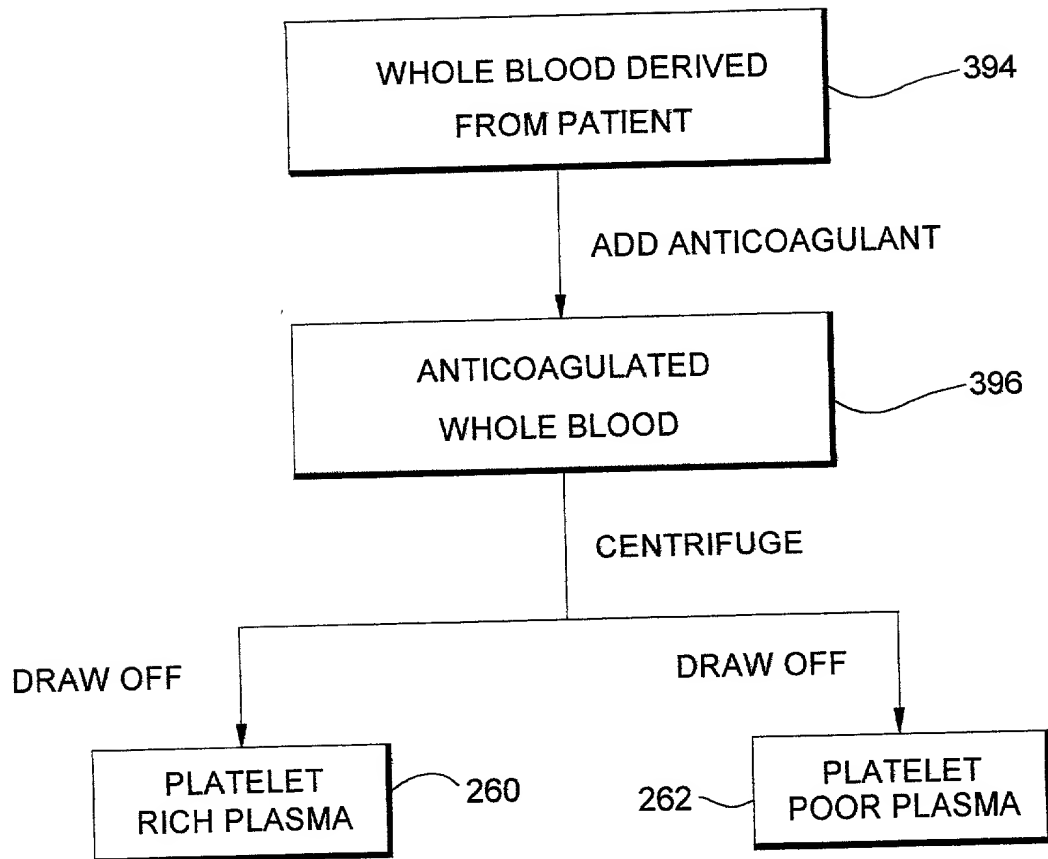 WHOLE BLOOD DERIVED
FROM PATIENT
394
ADD ANTICOAGULANT
ANTICOAGULATED
WHOLE BLOOD
396
CENTRIFUGE
DRAW OFF
DRAW OFF
PLATELET
RICH PLASMA
260
262
PLATELET
POOR PLASMA